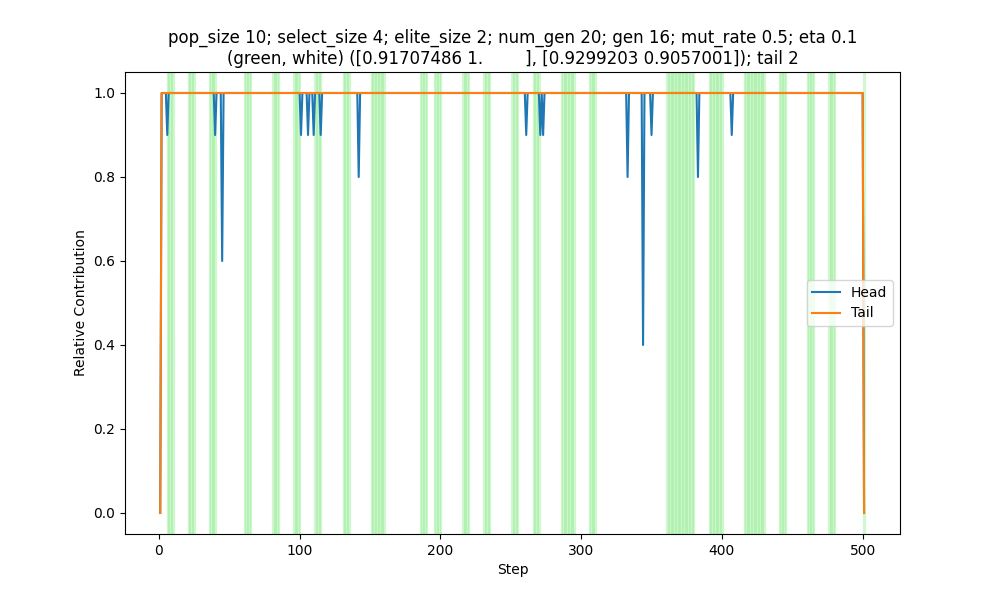 pop_size 10; select_size 4; elite_size 2; num_gen 20; gen 16; mut_rate 0.5; eta 0.1
(green, white) ([0.91707486 1.        ], [0.9299203 0.9057001]); tail 2
1.0
0.8
0.6
0.4
0.2
0.0
Relative Contribution
Head
Tail
0 100 200 300 400 500
Step